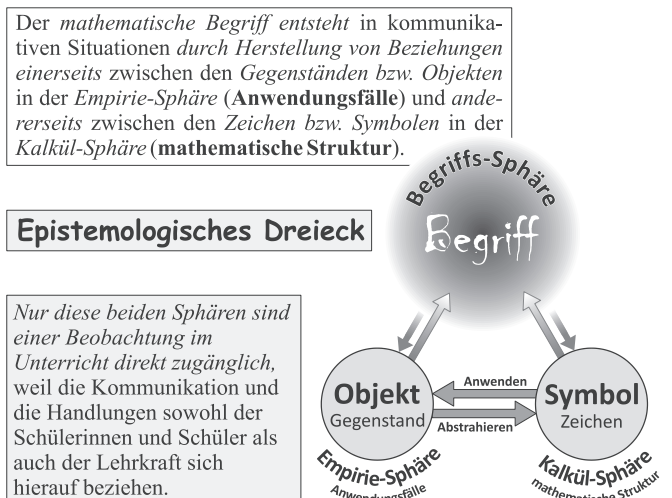 Der mathematische Begriff entsteht in kommunika-
tiven Situationen durch Herstellung von Beziehungen
einerseits zwischen den Gegenständen bzw. Objekten
in der Empirie-Sphäre (Anwendungsfälle) und ande-
rerseits zwischen den Zeichen bzw. Symbolen in der
Kalkül-Sphäre (mathematische Struktur).
Begriffs-Sphäre
Begriff
Epistemologisches Dreieck
Nur diese beiden Sphären sind
einer Beobachtung im
Unterricht direkt zugänglich,
weil die Kommunikation und
die Handlungen sowohl der
Schülerinnen und Schüler als
auch der Lehrkraft sich
hierauf beziehen.
Objekt
Gegenstand
Anwenden
Abstrahieren
Symbol
Zeichen
Empirie-Sphäre
Anwendungsfälle
Kalkül-Sphäre
mathematische Struktur